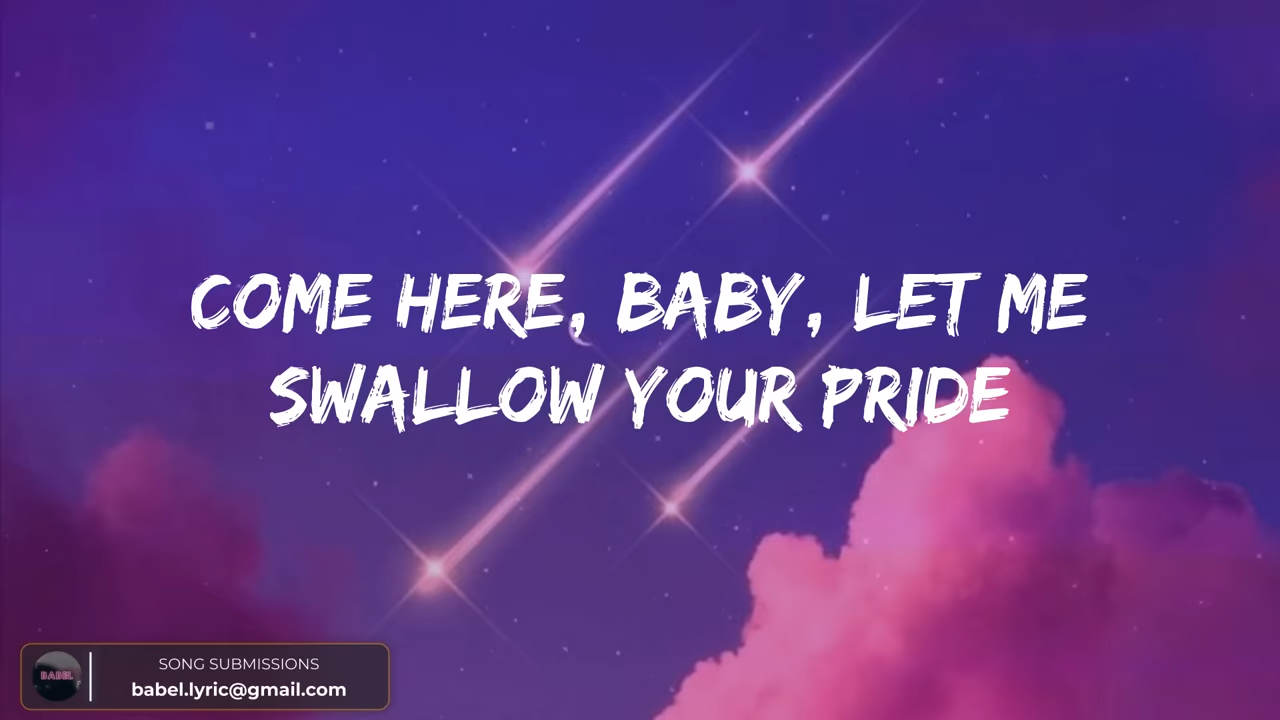 COME HERE, BABY, LET ME
SWALLOW YOUR PRIDE
BABEL
SONG SUBMISSIONS
babel.lyric@gmail.com